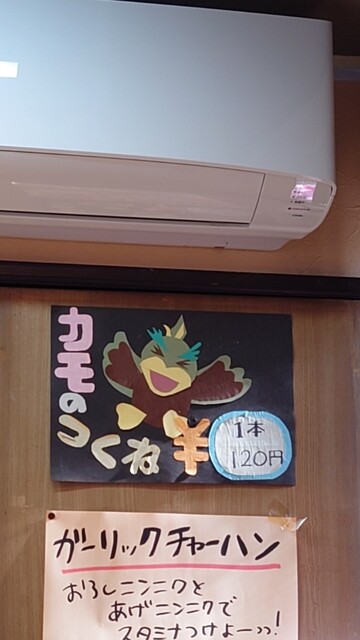 カモの
つくね
¥
1本
120円
ガーリックチャーハン
おろしニンニクと
あげニンニクで
スタミナつけよーっ!